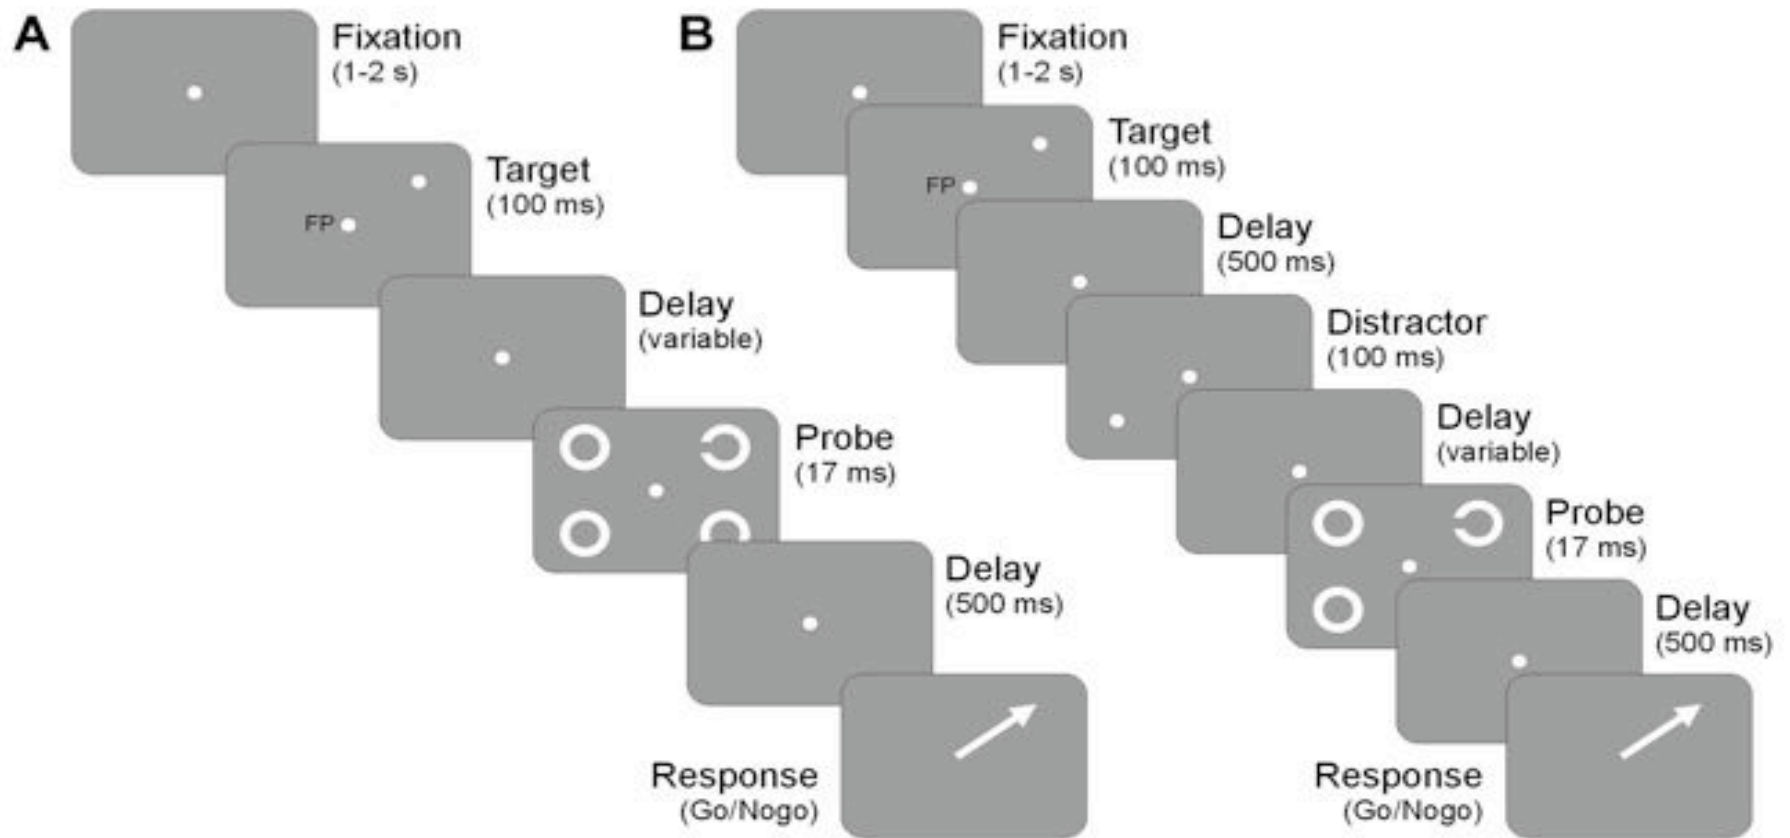 A
Fixation
(1-2 s)
Target
(100 ms)
FP
Delay
(variable)
Probe
(17 ms)
Delay
(500 ms)
Response
(Go/Nogo)
B
Fixation
(1-2 s)
Target
(100 ms)
FP
Delay
(500 ms)
Distractor
(100 ms)
Delay
(variable)
Probe
(17 ms)
Delay
(500 ms)
Response
(Go/Nogo)